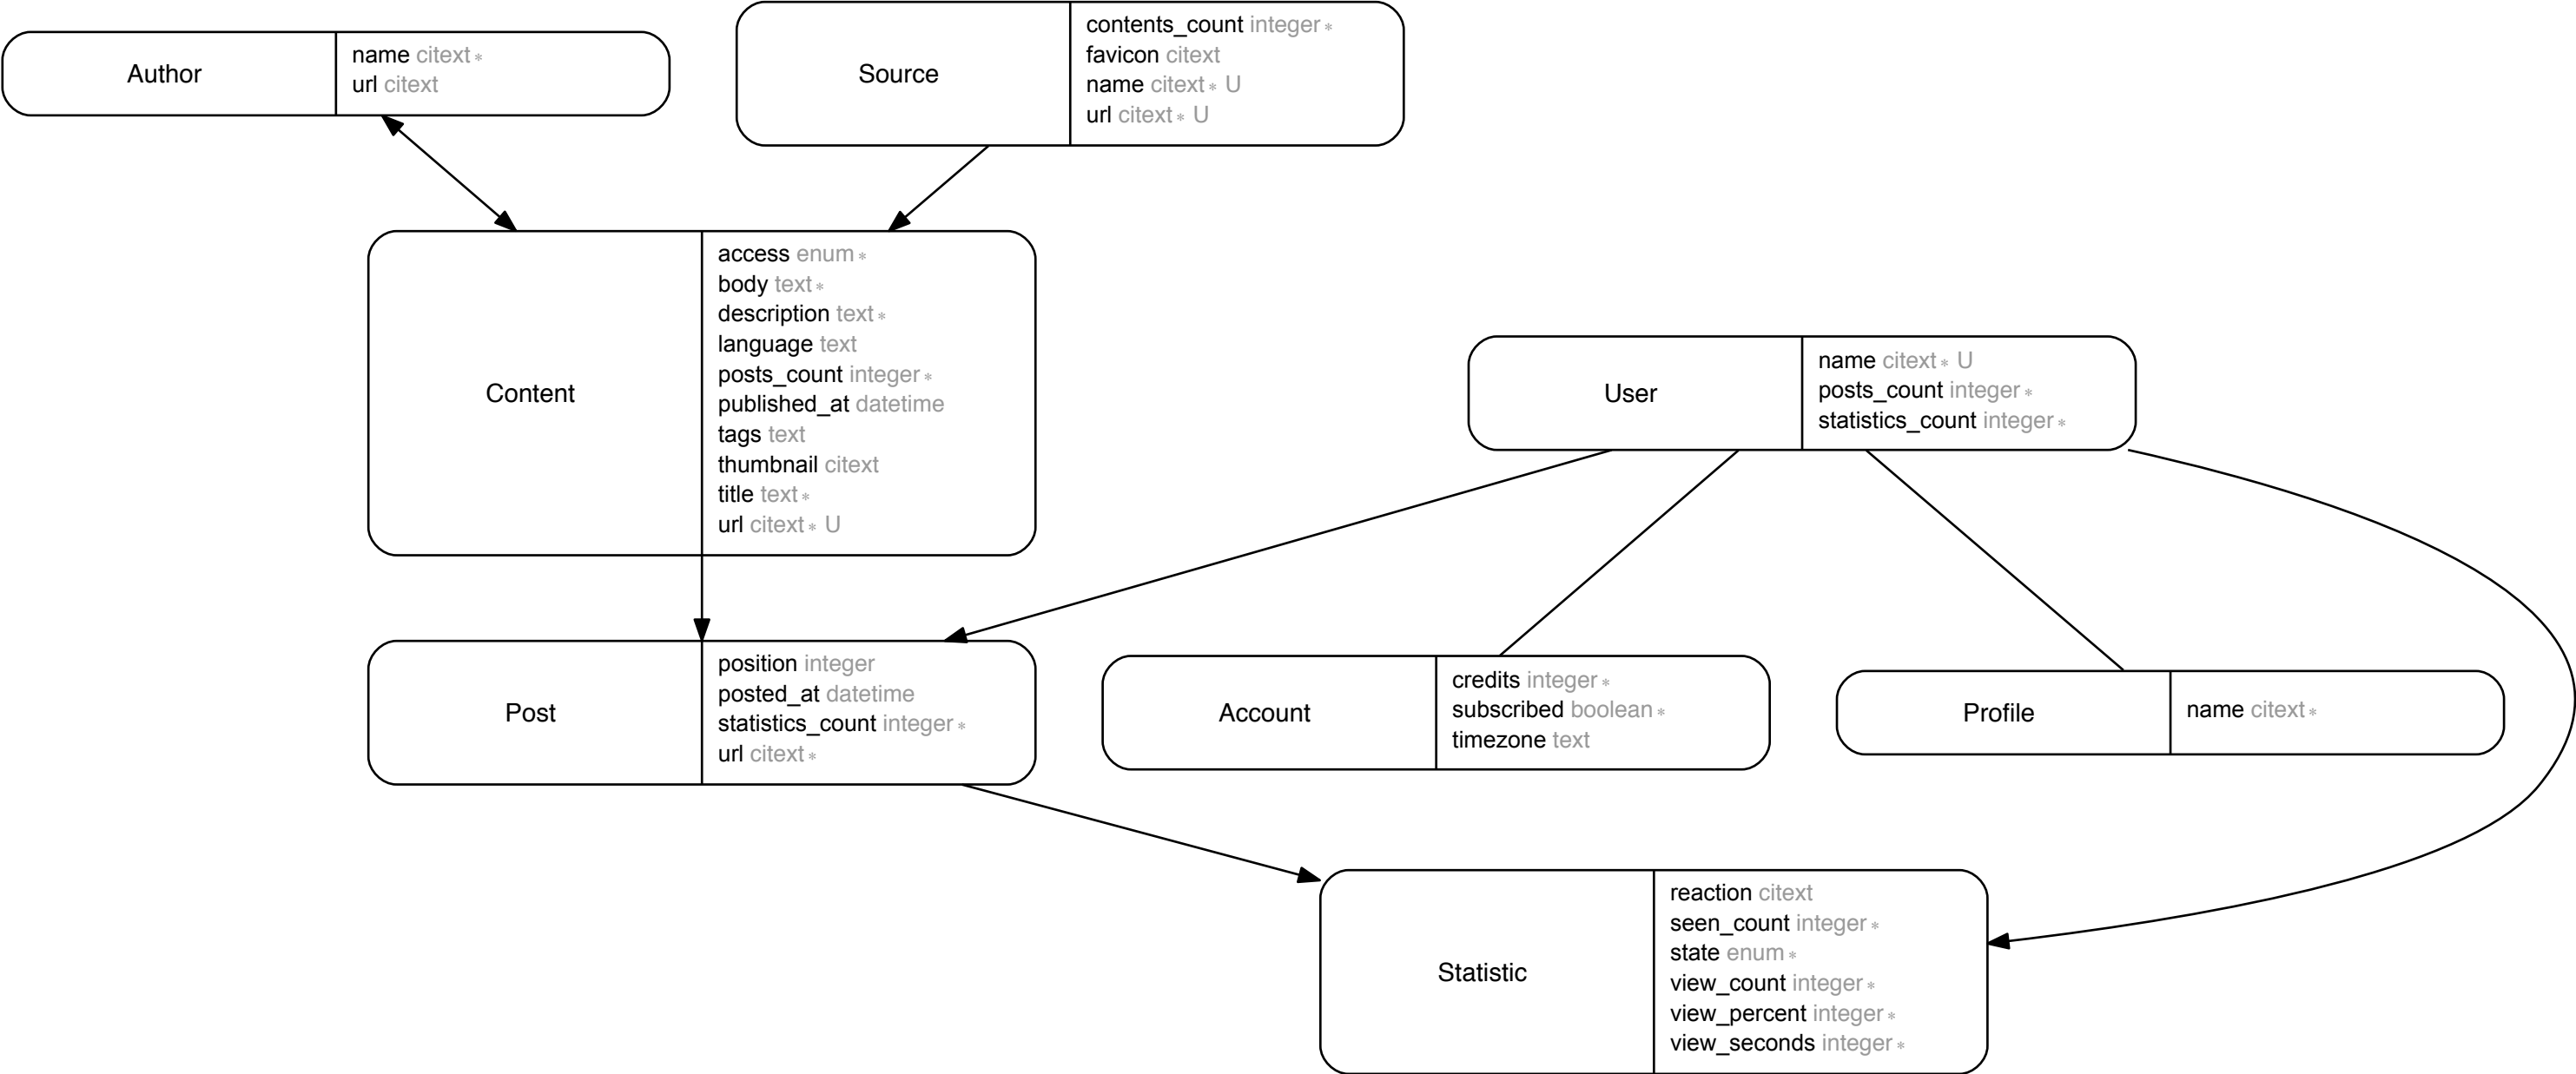 Author
name citext *
url citext
Source
contents_count integer *
favicon citext
name citext * U
url citext * U
Content
access enum *
body text *
description text *
language text
posts_count integer *
published_at datetime
tags text
thumbnail citext
title text *
url citext * U
User
name citext * U
posts_count integer *
statistics_count integer *
Post
position integer
posted_at datetime
statistics_count integer *
url citext *
Account
credits integer *
subscribed boolean *
timezone text
Profile
name citext *
Statistic
reaction citext
seen_count integer *
state enum *
view_count integer *
view_percent integer *
view_seconds integer *